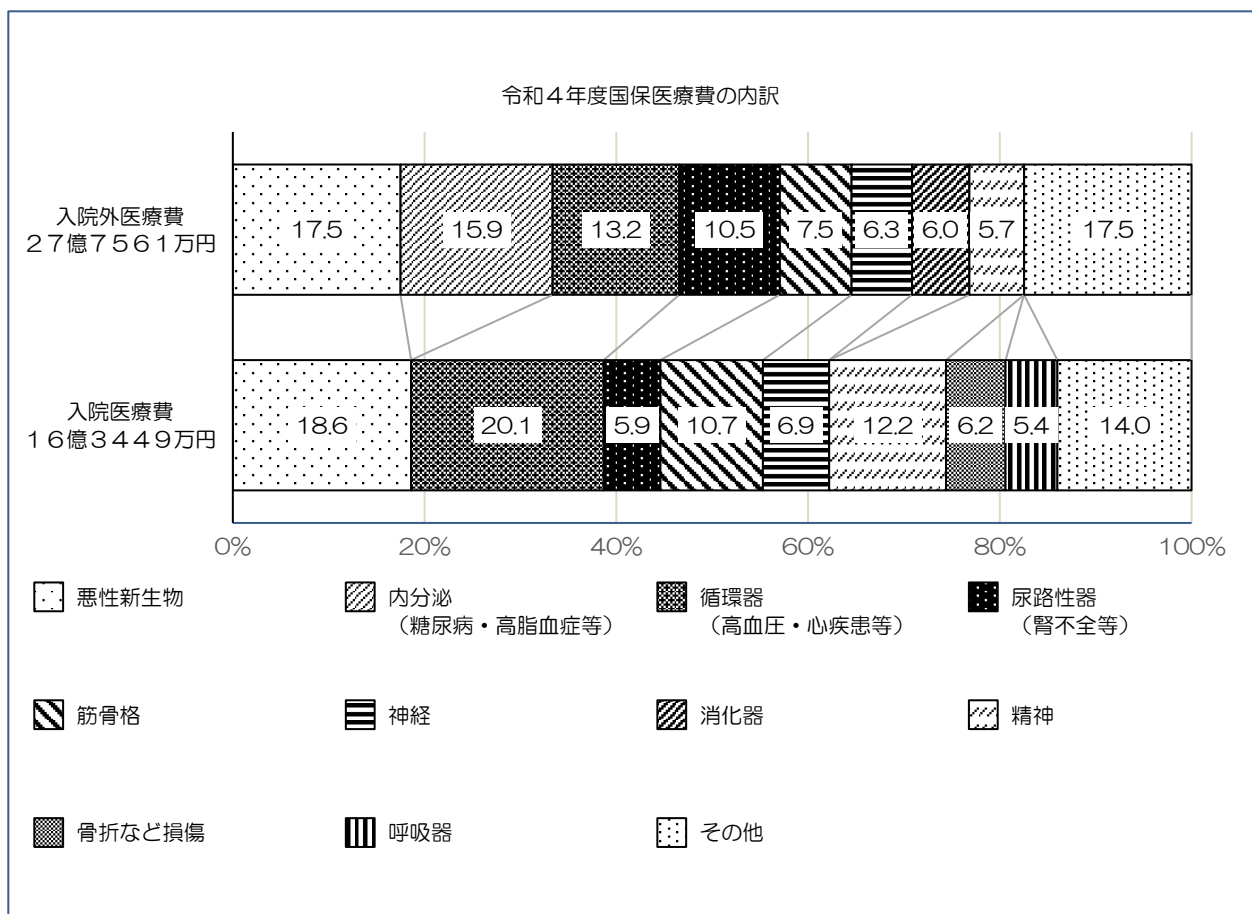 令和４年度国保医療費の内訳
入院外医療費
２７億７５６１万円
17.5 15.9 13.2 10.5 7.5 6.3 6.0 5.7 17.5
入院医療費
１６億３４４９万円
18.6 20.1 5.9 10.7 6.9 12.2 6.2 5.4 14.0
0% 20% 40% 60% 80% 100%
悪性新生物 内分泌 循環器 尿路性器
（糖尿病・高脂血症等） （高血圧・心疾患等） （腎不全等）
筋骨格 神経 消化器 精神
骨折など損傷 呼吸器 その他